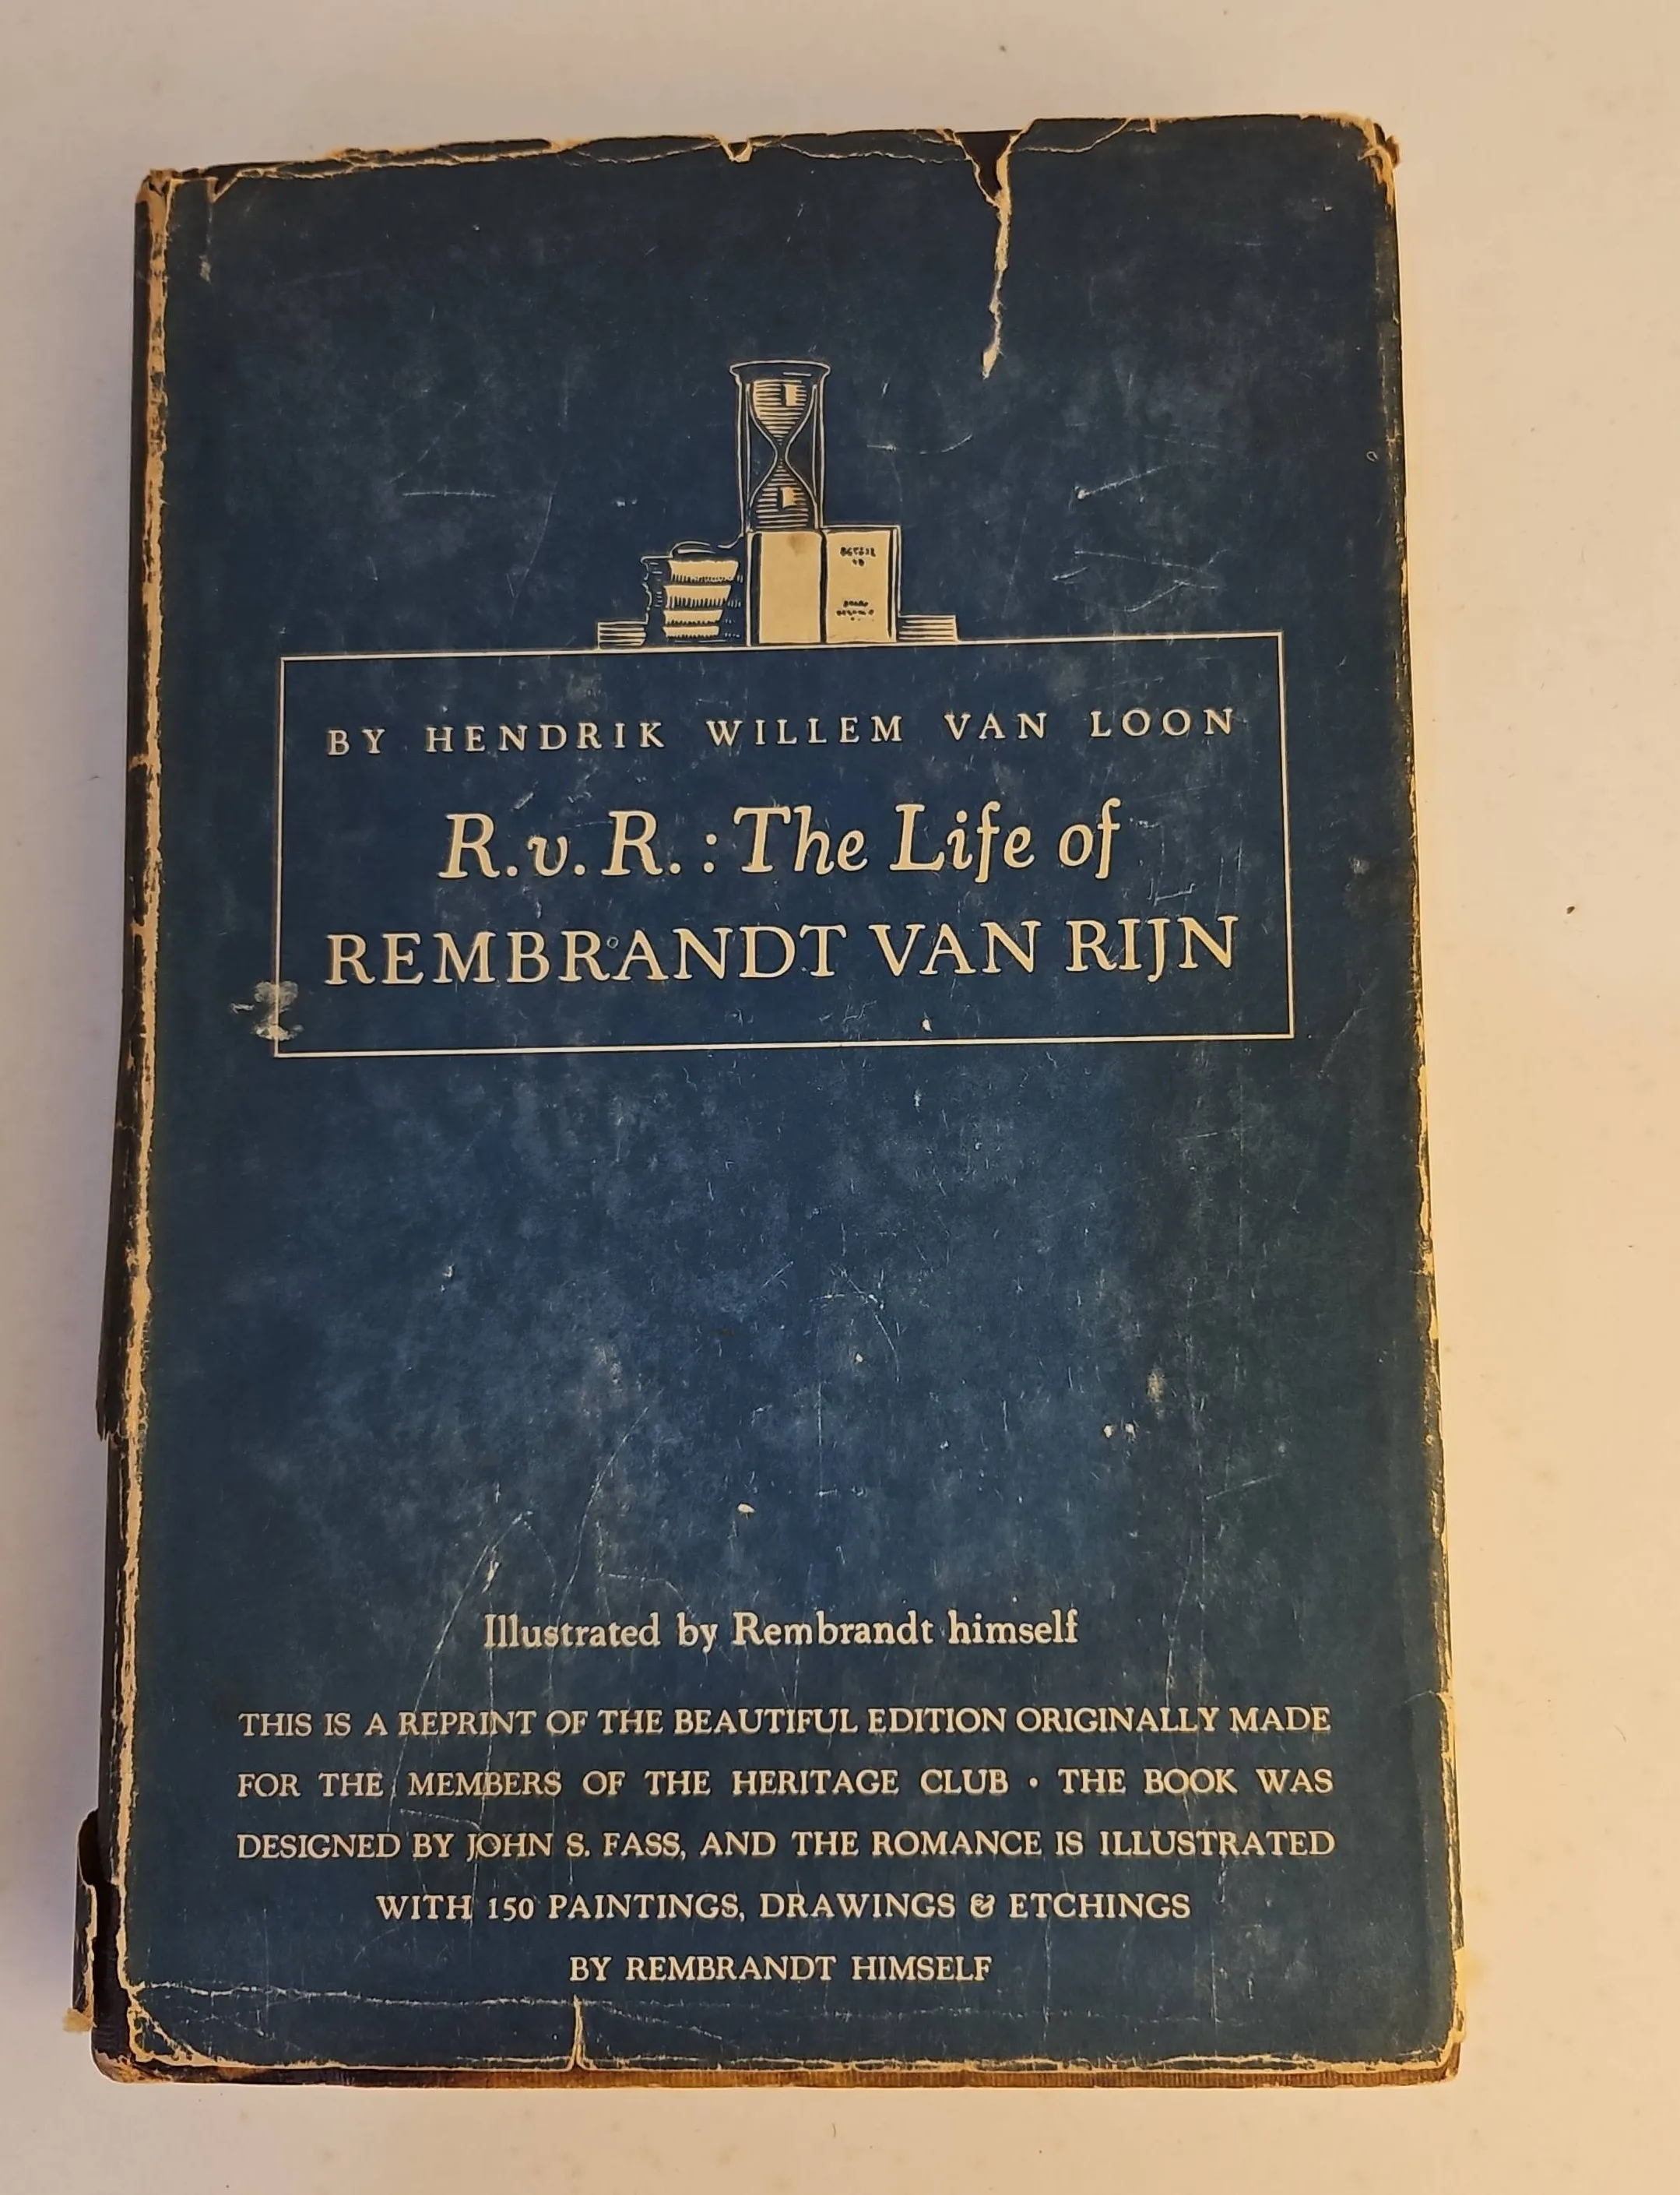 BY HENDRIK WILLEM VAN LOON
R.v.R.: The Life of
REMBRANDT VAN RIJN
Illustrated by Rembrandt himself
THIS IS A REPRINT OF THE BEAUTIFUL EDITION ORIGINALLY MADE
FOR THE MEMBERS OF THE HERITAGE CLUB • THE BOOK WAS
DESIGNED BY JOHN S. FASS, AND THE ROMANCE IS ILLUSTRATED
WITH 150 PAINTINGS, DRAWINGS & ETCHINGS
BY REMBRANDT HIMSELF